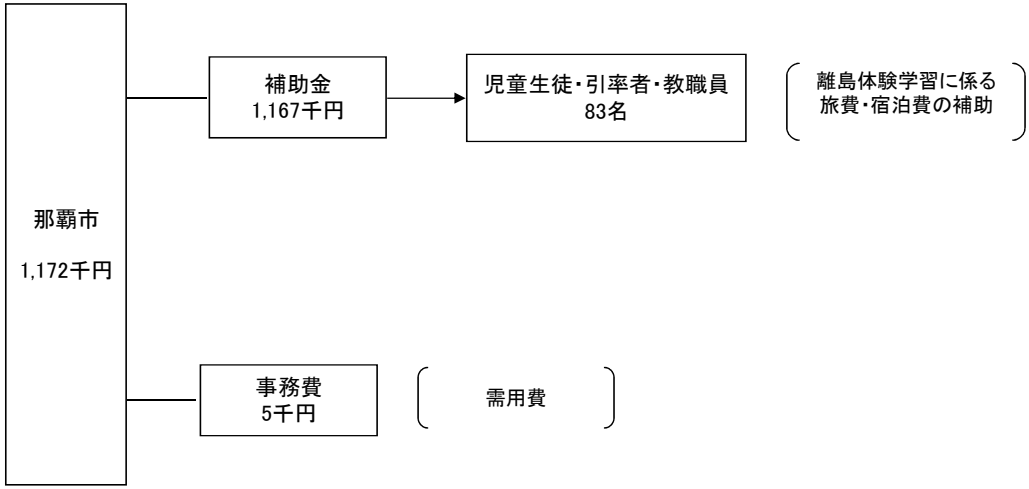 那覇市
1,172千円
補助金
1,167千円
児童生徒・引率者・教職員
83名
離島体験学習に係る
旅費・宿泊費の補助
事務費
5千円
需用費